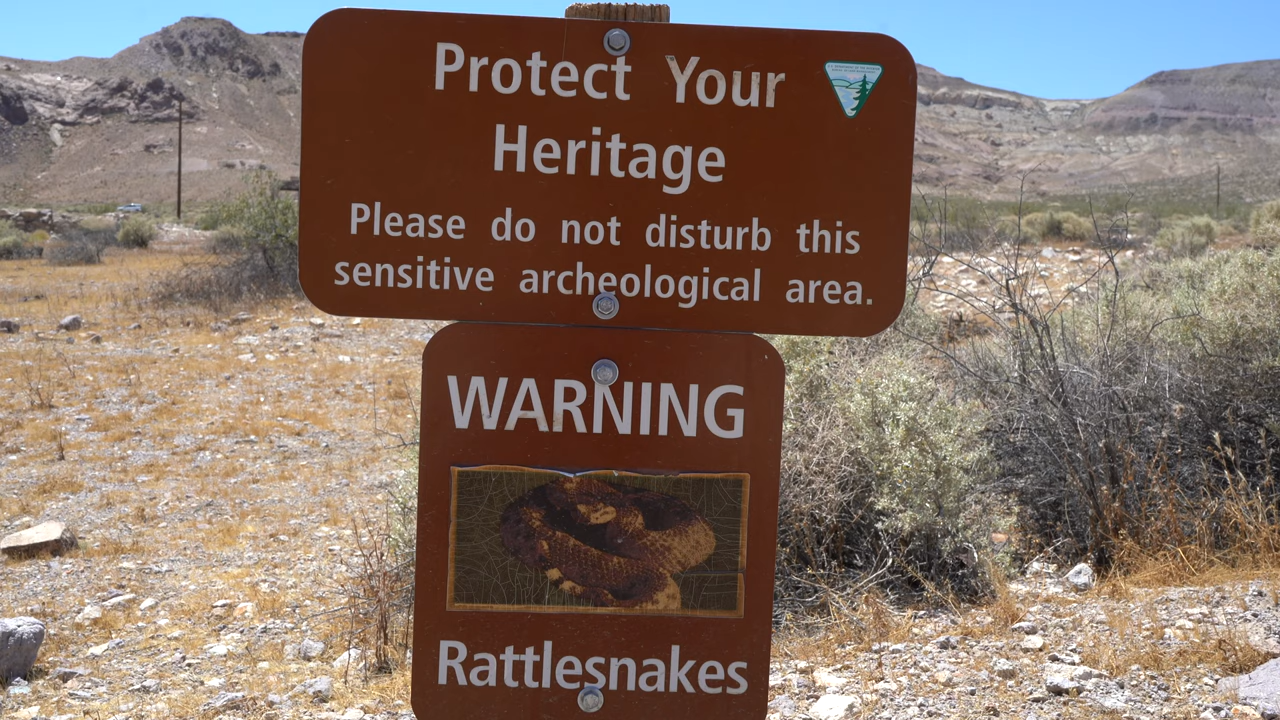 Protect Your
Heritage
Please do not disturb this
sensitive archeological area.
WARNING
Rattlesnakes